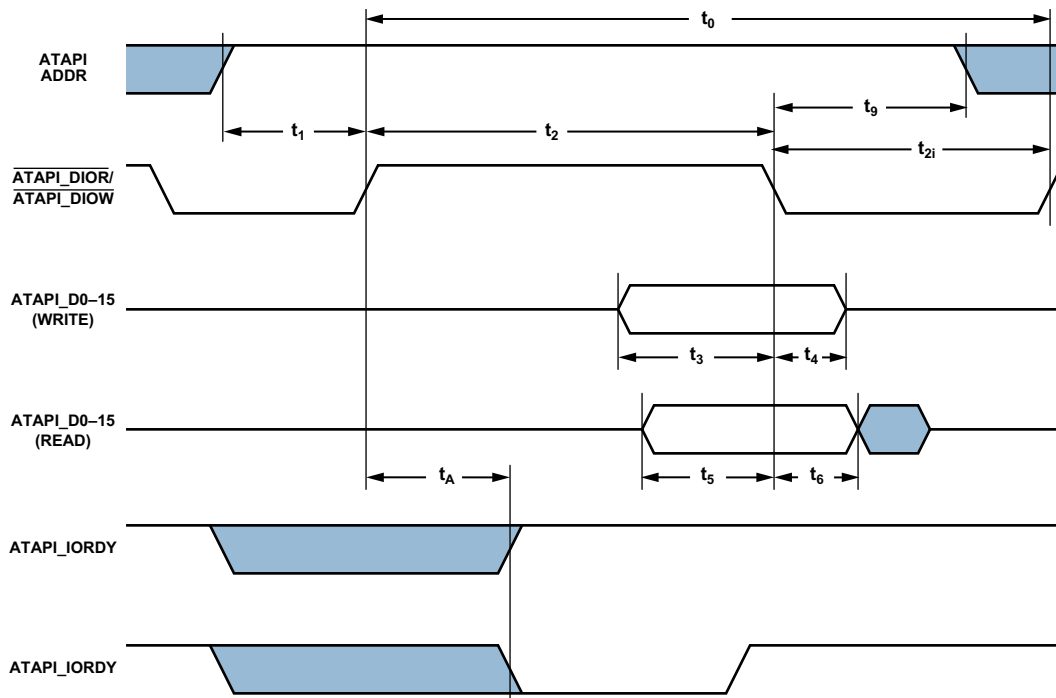 t0
ATAPI
ADDR
t9
t1
t2
t2i
ATAPI_DIOR/
ATAPI_DIOW
ATAPI_D0–15
(WRITE)
t3
t4
ATAPI_D0–15
(READ)
tA
t5
t6
ATAPI_IORDY
ATAPI_IORDY